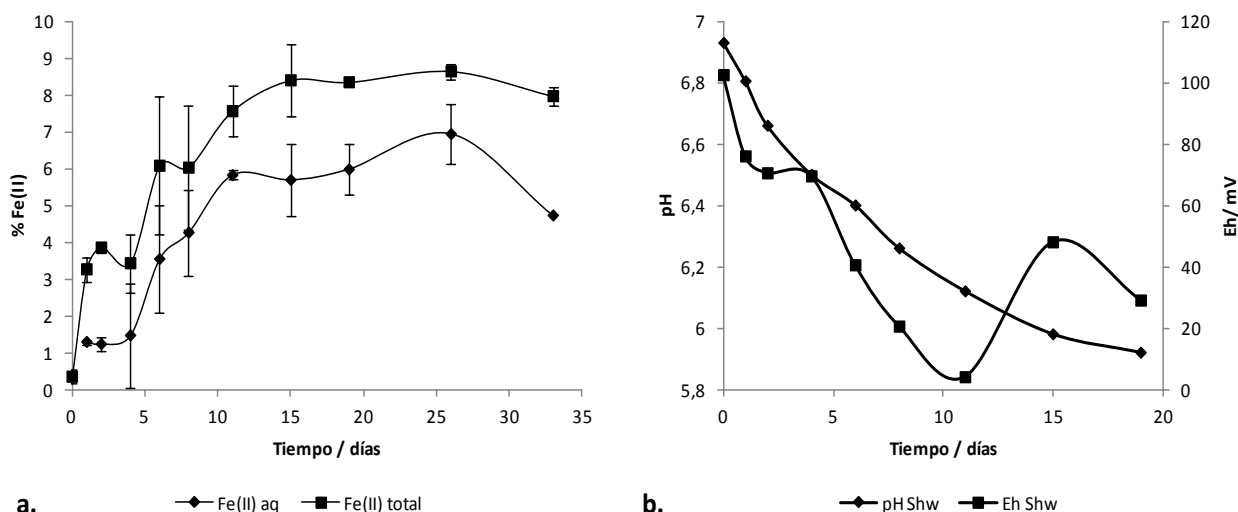 10
9
8
7
6
5
4
3
2
1
0
% Fe(II)
0 5 10 15 20 25 30 35
Tiempo / días
a.
Fe(II) aq Fe(II) total
7
6,8
6,6
6,4
6,2
6
5,8
pH
120
100
80
60
40
20
0
Eh/ mV
0 5 10 15 20
Tiempo / días
b.
pH Shw Eh Shw